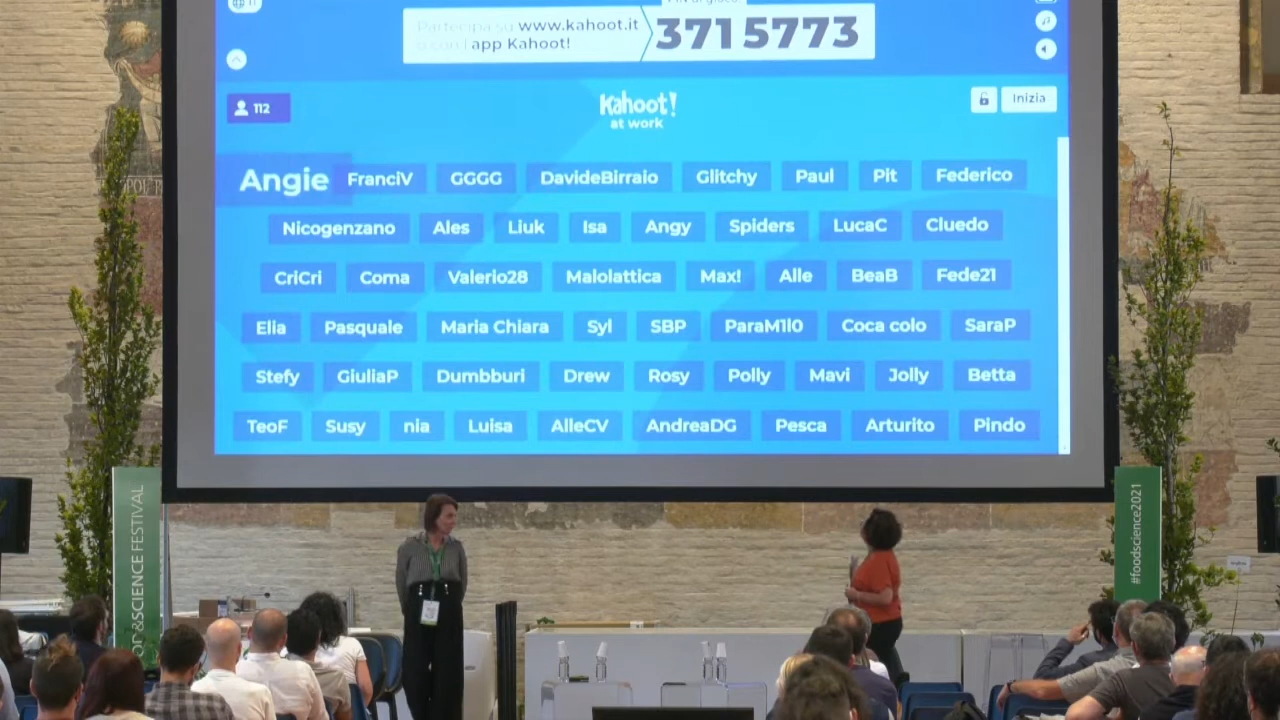 Partecipa su www.kahoot.it
o con l'app Kahoot!
371 5773
112
Kahoot!
at work
Inizia
Angie FranciV GGGG DavideBirraio Glitchy Paul Pit Federico
Nicogenzano Ales Liuk Isa Angy Spiders LucaC Cluedo
CriCri Coma Valerio28 Malolattica Max! Alle BeaB Fede21
Elia Pasquale Maria Chiara Syl SBP ParaM1l0 Coca colo SaraP
Stefy GiuliaP Dumbburi Drew Rosy Polly Mavi Jolly Betta
TeoF Susy nia Luisa AlleCV AndreaDG Pesca Arturito Pindo
&SCIENCE FESTIVAL
#foodscience2021